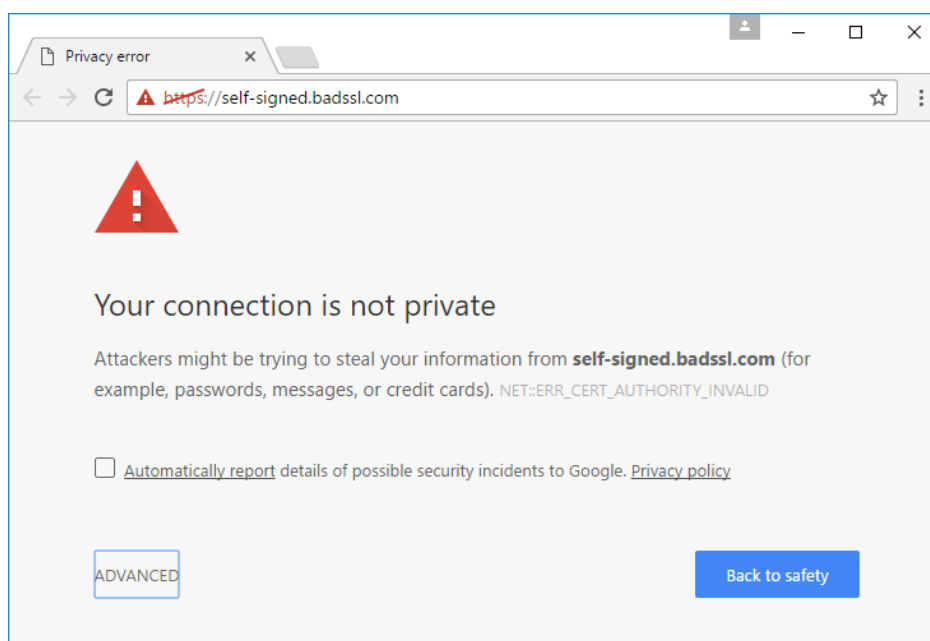 Privacy error
https://self-signed.badssl.com
Your connection is not private
Attackers might be trying to steal your information from self-signed.badssl.com (for
example, passwords, messages, or credit cards). NET::ERR_CERT_AUTHORITY_INVALID
Automatically report details of possible security incidents to Google. Privacy policy
ADVANCED
Back to safety